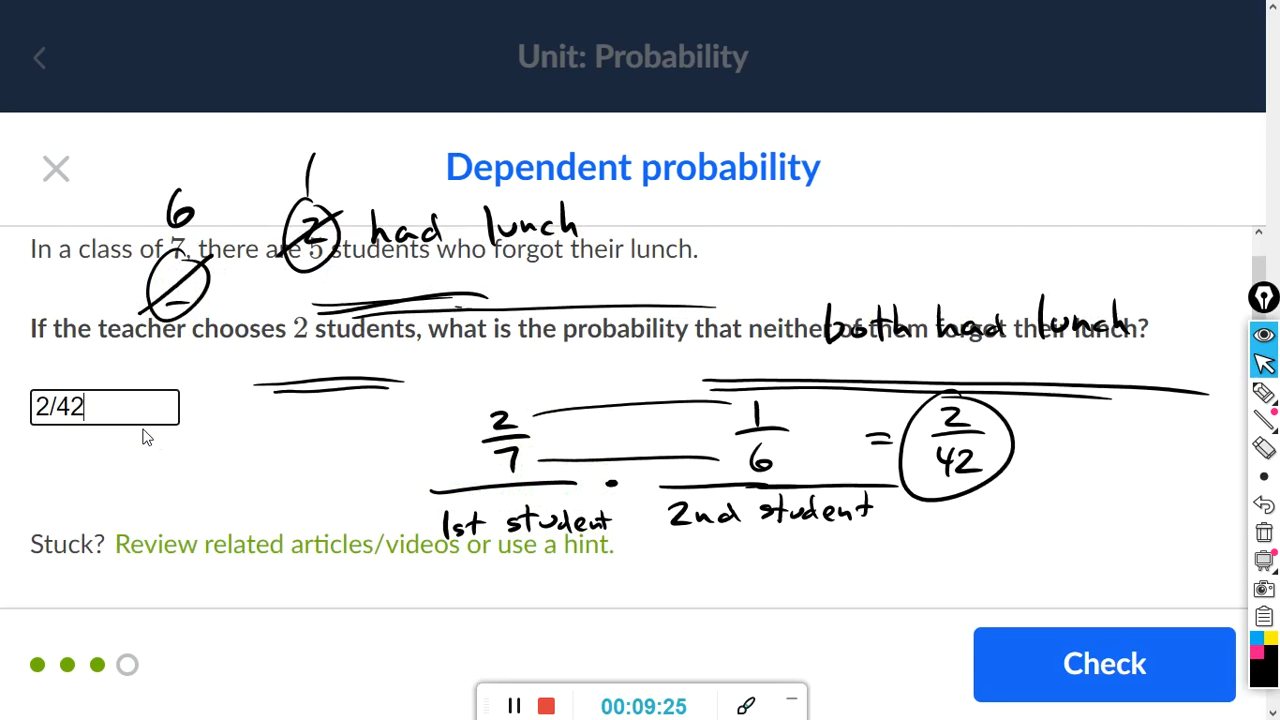 Unit: Probability
Dependent probability
6
1
2 had lunch
In a class of 7, there are 5 students who forgot their lunch.
both had lunch
If the teacher chooses 2 students, what is the probability that neither of them forgot their lunch?
2/42
2/7 · 1/6 = 2/42
1st student 2nd student
Stuck? Review related articles/videos or use a hint.
Check
00:09:25